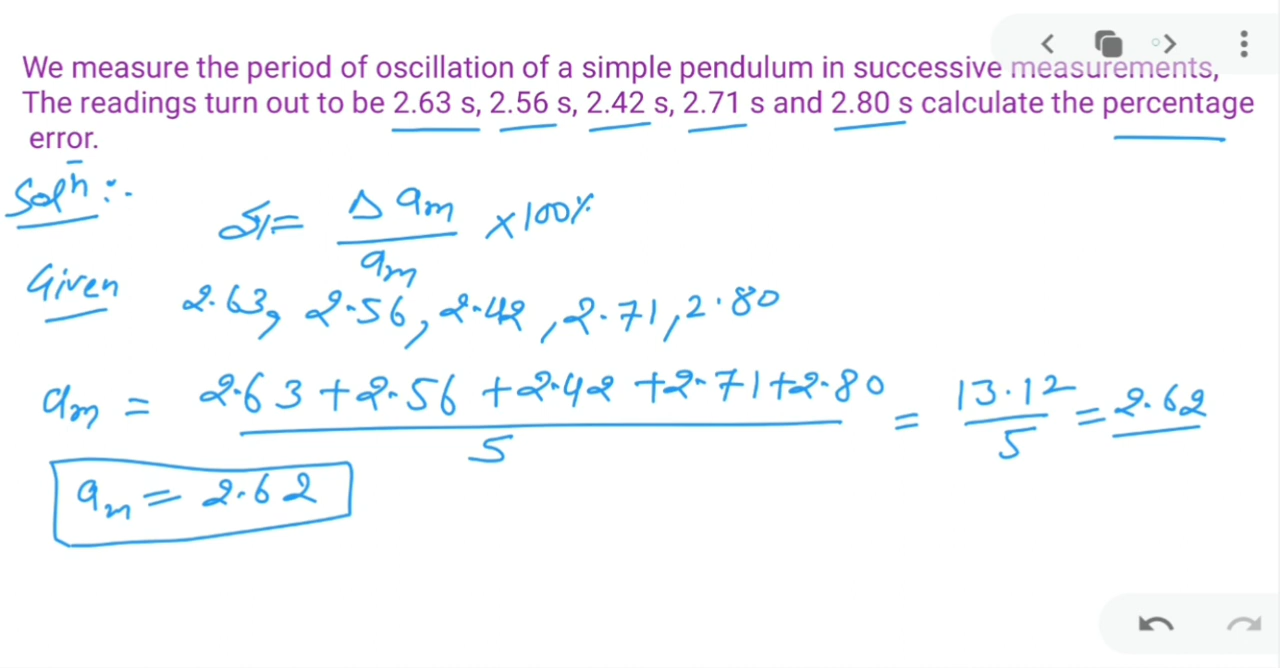 We measure the period of oscillation of a simple pendulum in successive measurements,
The readings turn out to be 2.63 s, 2.56 s, 2.42 s, 2.71 s and 2.80 s calculate the percentage
error.
Solⁿ :-
= Δam / am × 100%
Given 2.63, 2.56, 2.42, 2.71, 2.80
am = 2.63 + 2.56 + 2.42 + 2.71 + 2.80 / 5 = 13.12 / 5 = 2.62
am = 2.62